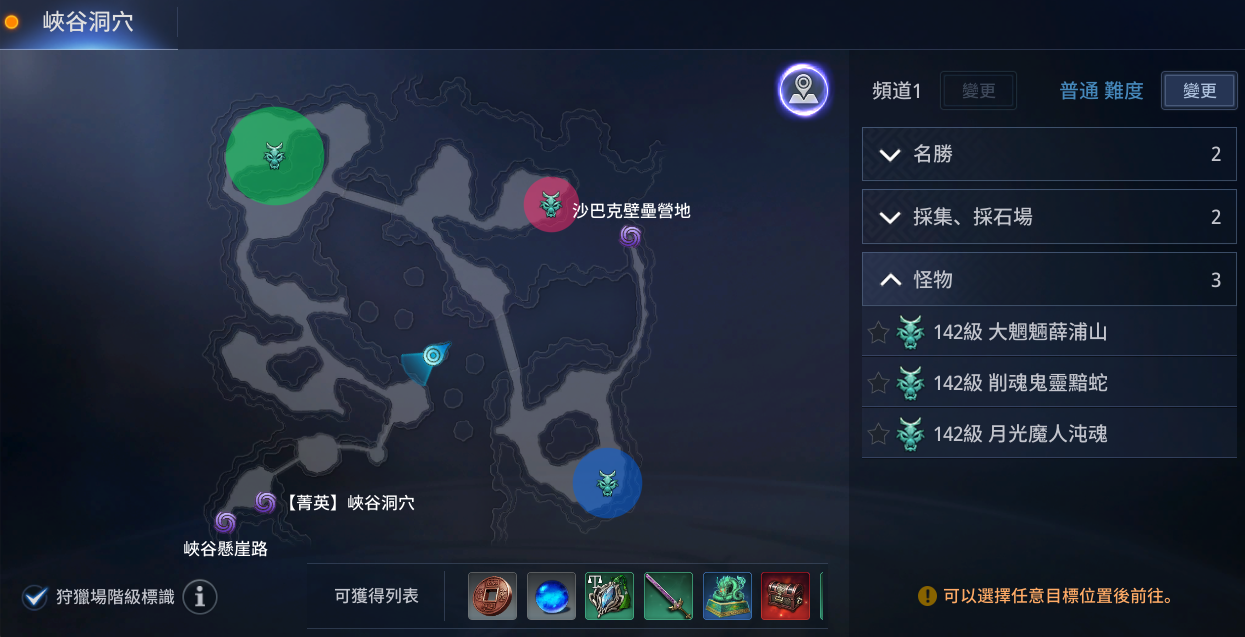 峽谷洞穴
頻道1
變更
普通 難度
變更
名勝 2
採集、採石場 2
怪物 3
142級 大魍魎薛浦山
142級 削魂鬼靈黯蛇
142級 月光魔人沌魂
沙巴克壁壘營地
【菁英】峽谷洞穴
峽谷懸崖路
狩獵場階級標識
可獲得列表
可以選擇任意目標位置後前往。